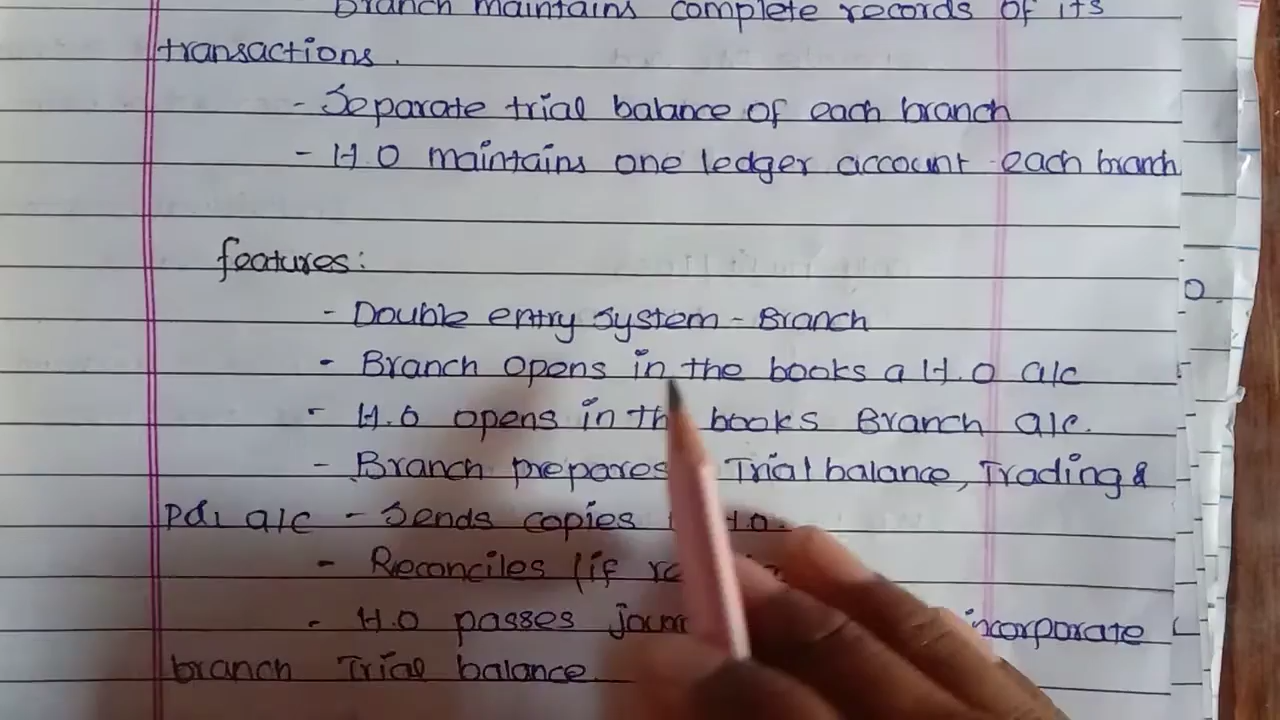 Branch maintains complete records of its
transactions.
- Separate trial balance of each branch
- H.O maintains one ledger account each branch
features:
- Double entry system - Branch
- Branch opens in the books a H.O a/c
- H.O opens in the books Branch a/c.
- Branch prepares Trial balance, Trading &
P&L a/c - Sends copies H.O.
- Reconciles (if
- H.O passes incorporate
branch Trial balance.